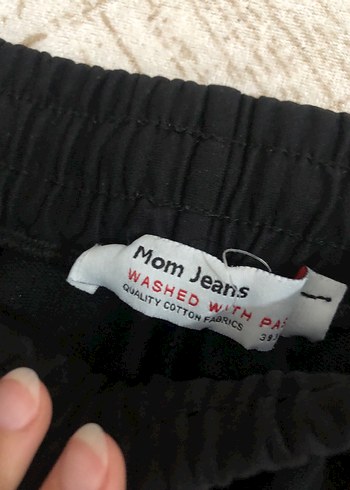 Mom Jeans
WASHED WITH
QUALITY COTTON FABRICS